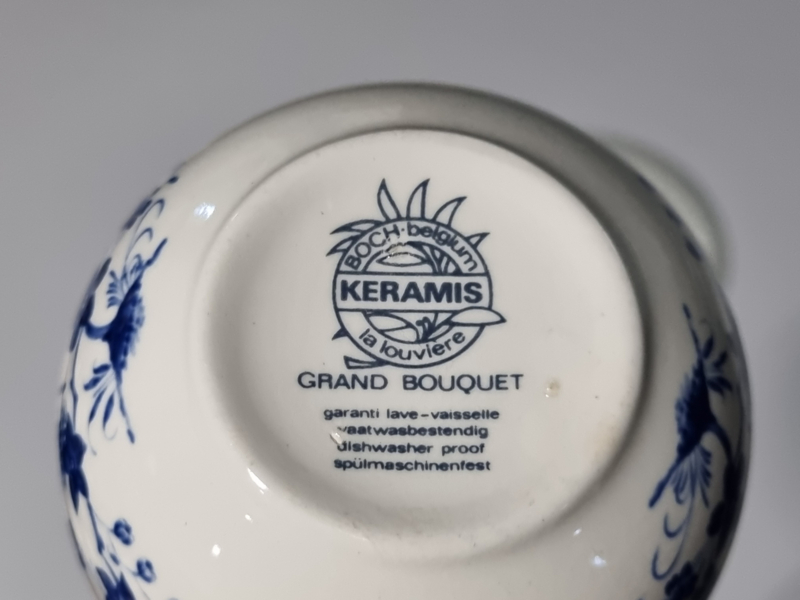 BOCH·belgium
KERAMIS
la louvière
GRAND BOUQUET
garanti lave-vaisselle
vaatwasbestendig
dishwasher proof
spülmaschinenfest